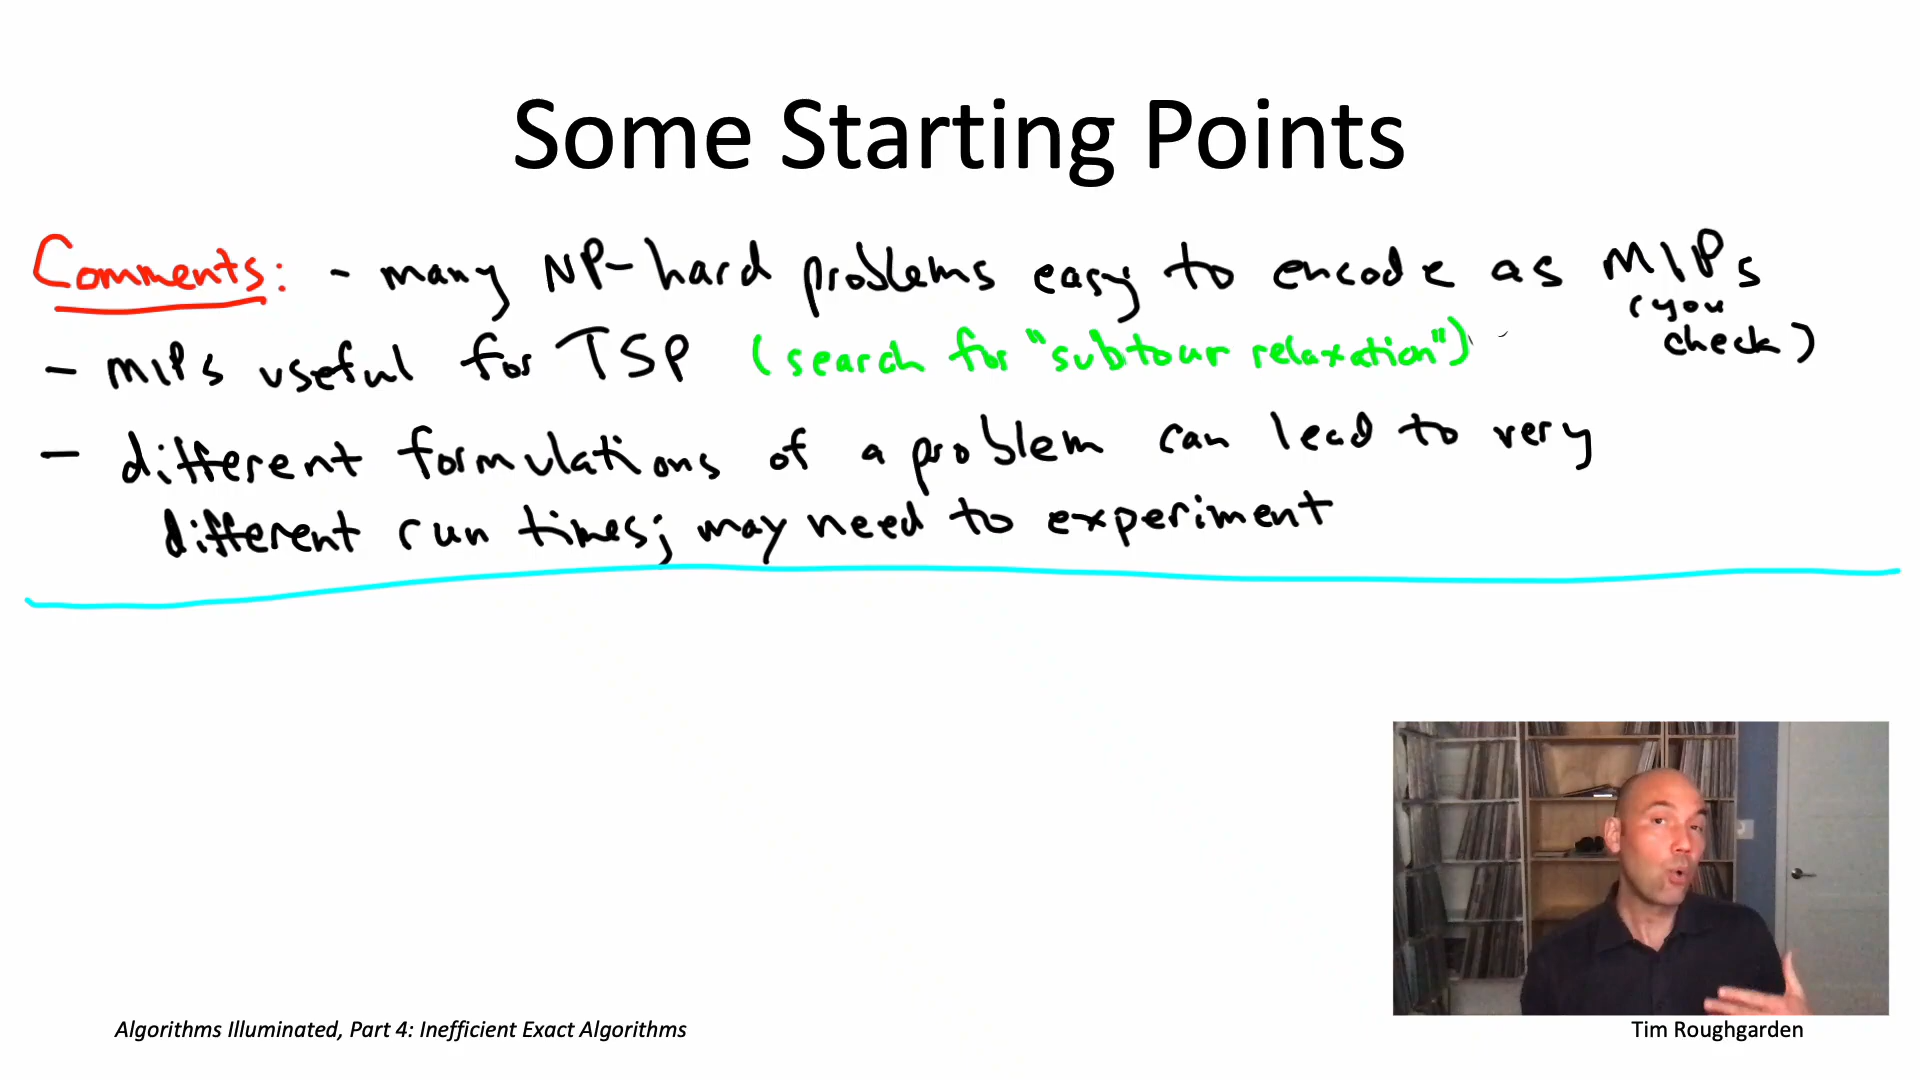 Some Starting Points
Comments: - many NP-hard problems easy to encode as MIPs
(you
check)
- MIPs useful for TSP (search for "subtour relaxation")
- different formulations of a problem can lead to very
different run times; may need to experiment
Algorithms Illuminated, Part 4: Inefficient Exact Algorithms
Tim Roughgarden